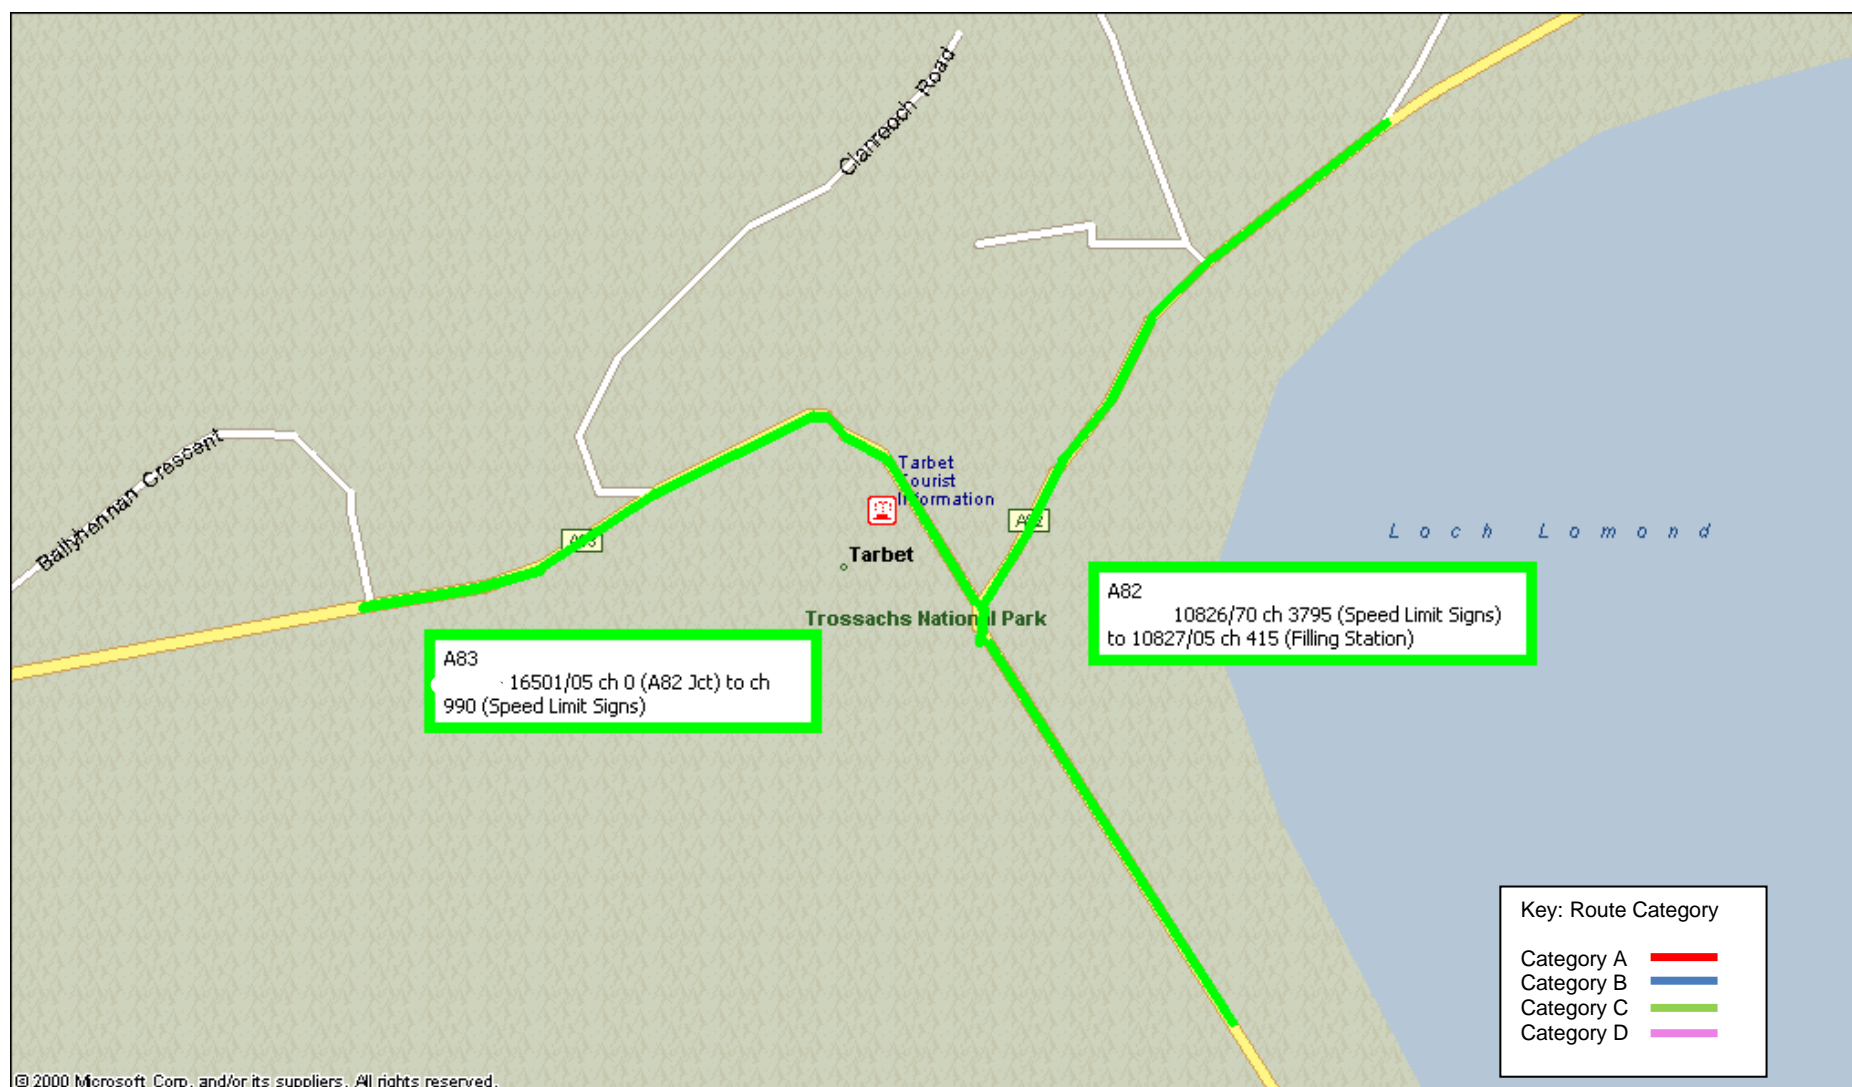 Clanreoch Road
Ballyhennan Crescent
Tarbet
Tourist
Information
A83
A82
Tarbet
Loch Lomond
Trossachs National Park
A82
10826/70 ch 3795 (Speed Limit Signs)
to 10827/05 ch 415 (Filling Station)
A83
16501/05 ch 0 (A82 Jct) to ch
990 (Speed Limit Signs)
Key: Route Category
Category A
Category B
Category C
Category D
© 2000 Microsoft Corp. and/or its suppliers. All rights reserved.